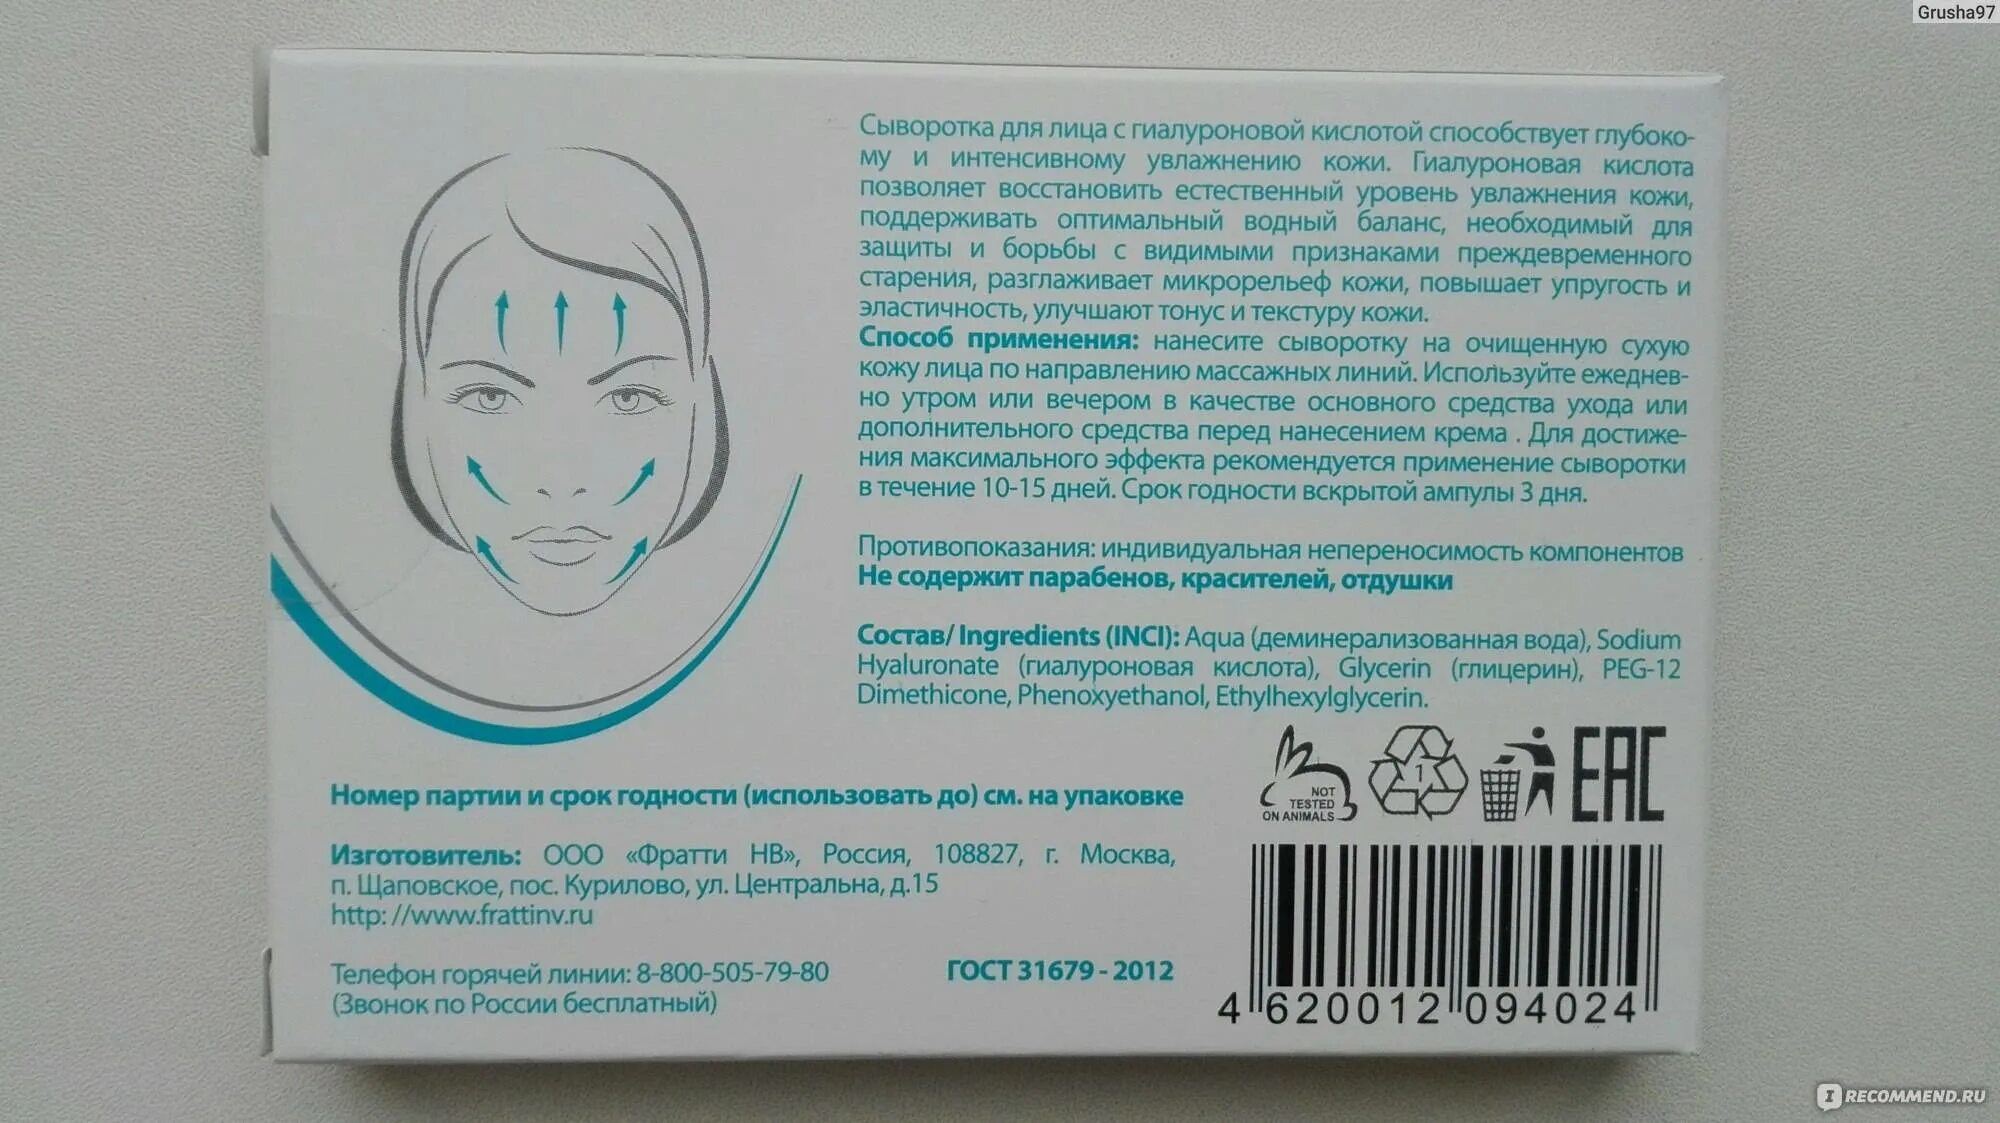 Grusha97
Сыворотка для лица с гиалуроновой кислотой способствует глубоко-
му и интенсивному увлажнению кожи. Гиалуроновая кислота
позволяет восстановить естественный уровень увлажнения кожи,
поддерживать оптимальный водный баланс, необходимый для
защиты и борьбы с видимыми признаками преждевременного
старения, разглаживает микрорельеф кожи, повышает упругость и
эластичность, улучшают тонус и текстуру кожи.
Способ применения: нанесите сыворотку на очищенную сухую
кожу лица по направлению массажных линий. Используйте ежеднев-
но утром или вечером в качестве основного средства ухода или
дополнительного средства перед нанесением крема . Для достиже-
ния максимального эффекта рекомендуется применение сыворотки
в течение 10-15 дней. Срок годности вскрытой ампулы 3 дня.
Противопоказания: индивидуальная непереносимость компонентов
Не содержит парабенов, красителей, отдушки
Состав/ Ingredients (INCI): Aqua (деминерализованная вода), Sodium
Hyaluronate (гиалуроновая кислота), Glycerin (глицерин), PEG-12
Dimethicone, Phenoxyethanol, Ethylhexylglycerin.
NOT
TESTED
ON ANIMALS
1
EAC
Номер партии и срок годности (использовать до) см. на упаковке
Изготовитель: ООО «Фратти НВ», Россия, 108827, г. Москва,
п. Щаповское, пос. Курилово, ул. Центральна, д.15
http: //www.frattinv.ru
Телефон горячей линии: 8-800-505-79-80
(Звонок по России бесплатный)
ГОСТ 31679 - 2012
4 620012 094024
IRECOMMEND.RU